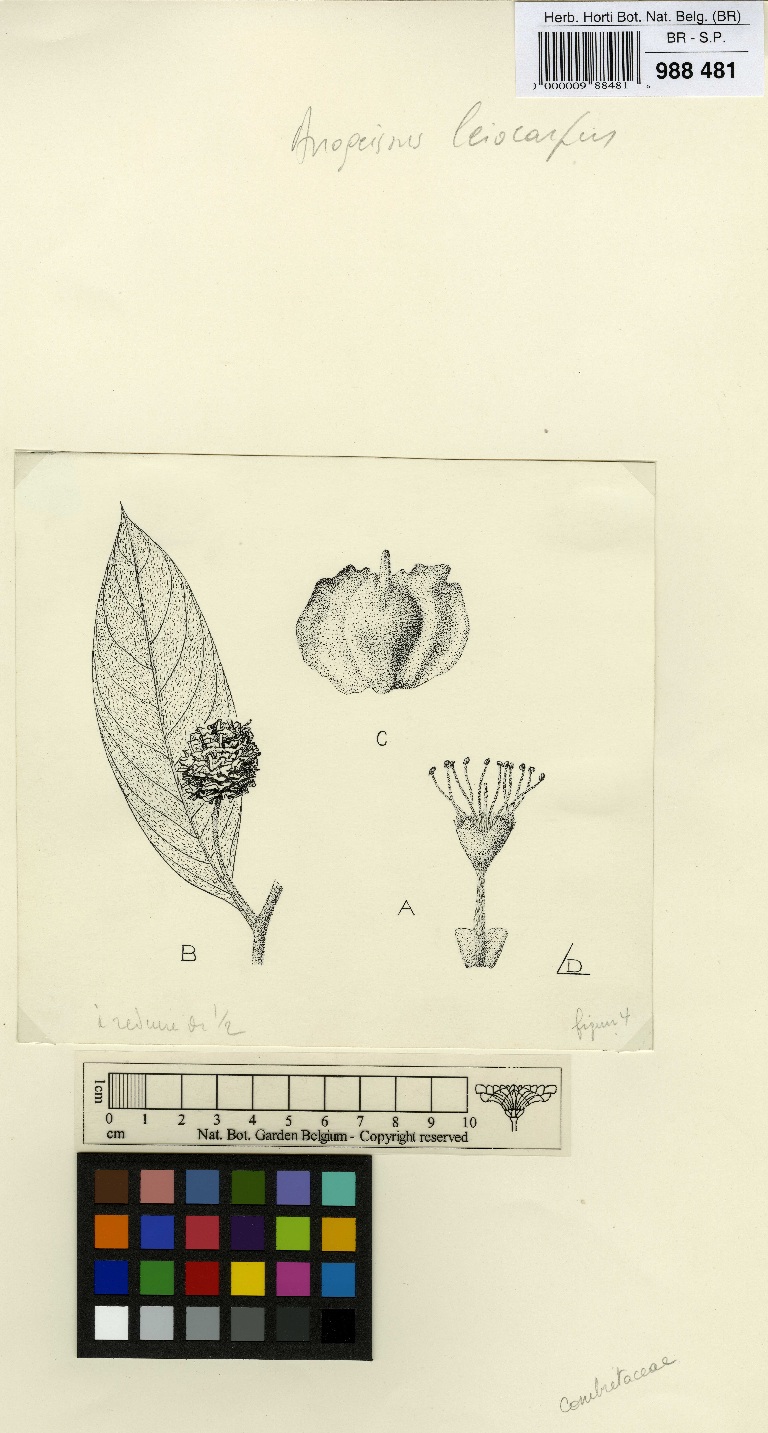 Herb. Horti Bot. Nat. Belg. (BR)
BR - S.P.
988 481
0000009 88481
Anogeissus leiocarpus
C
A
B
D
à réduire de 1/2
figure 4
1cm
0 1 2 3 4 5 6 7 8 9 10
cm
Nat. Bot. Garden Belgium - Copyright reserved
Combretaceae